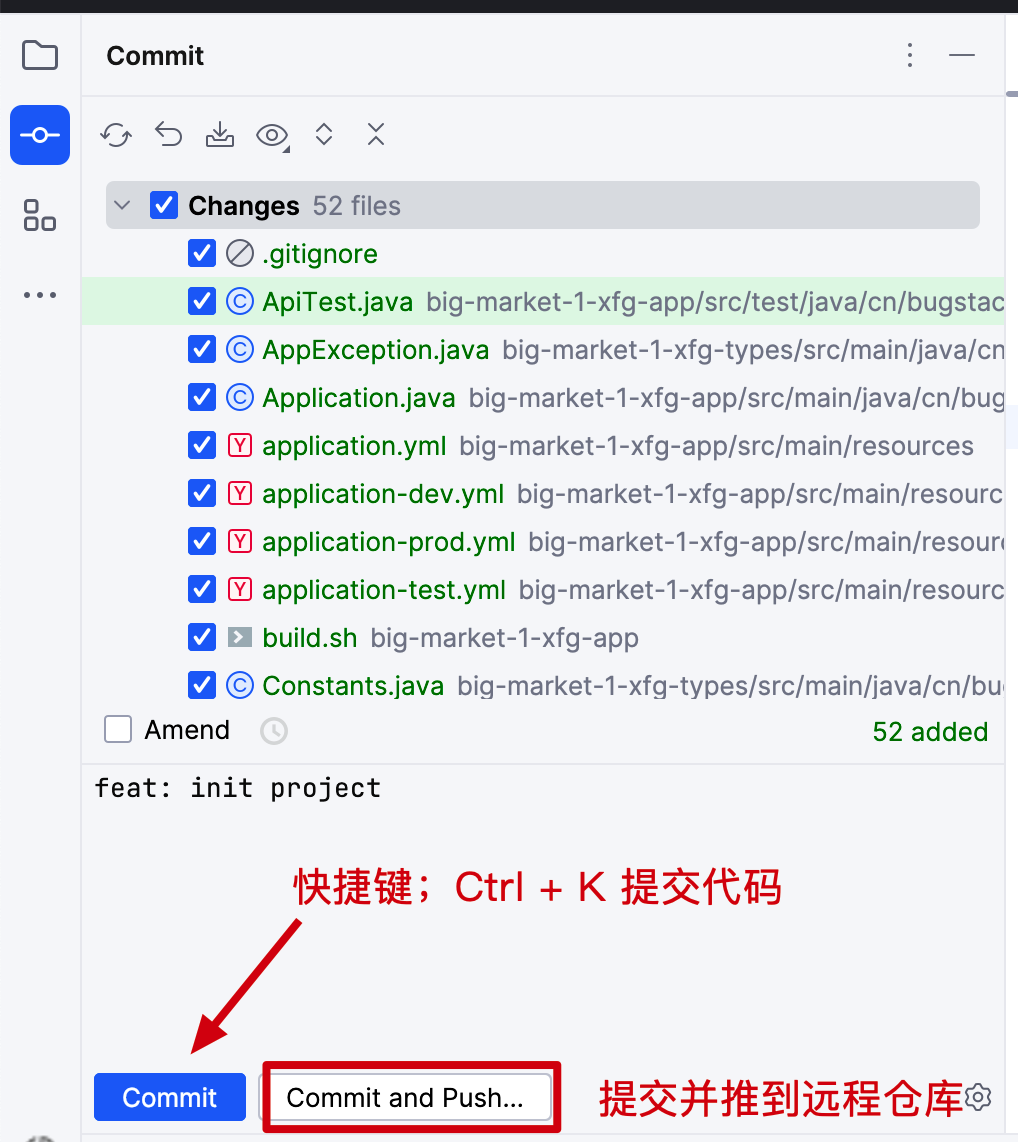 Commit
Changes 52 files
.gitignore
ApiTest.java big-market-1-xfg-app/src/test/java/cn/bugstac
AppException.java big-market-1-xfg-types/src/main/java/cn
Application.java big-market-1-xfg-app/src/main/java/cn/bug
Y application.yml big-market-1-xfg-app/src/main/resources
Y application-dev.yml big-market-1-xfg-app/src/main/resourc
Y application-prod.yml big-market-1-xfg-app/src/main/resour
Y application-test.yml big-market-1-xfg-app/src/main/resourc
build.sh big-market-1-xfg-app
Constants.java big-market-1-xfg-types/src/main/java/cn/bu
Amend 52 added
feat: init project
快捷键；Ctrl + K 提交代码
Commit Commit and Push... 提交并推到远程仓库